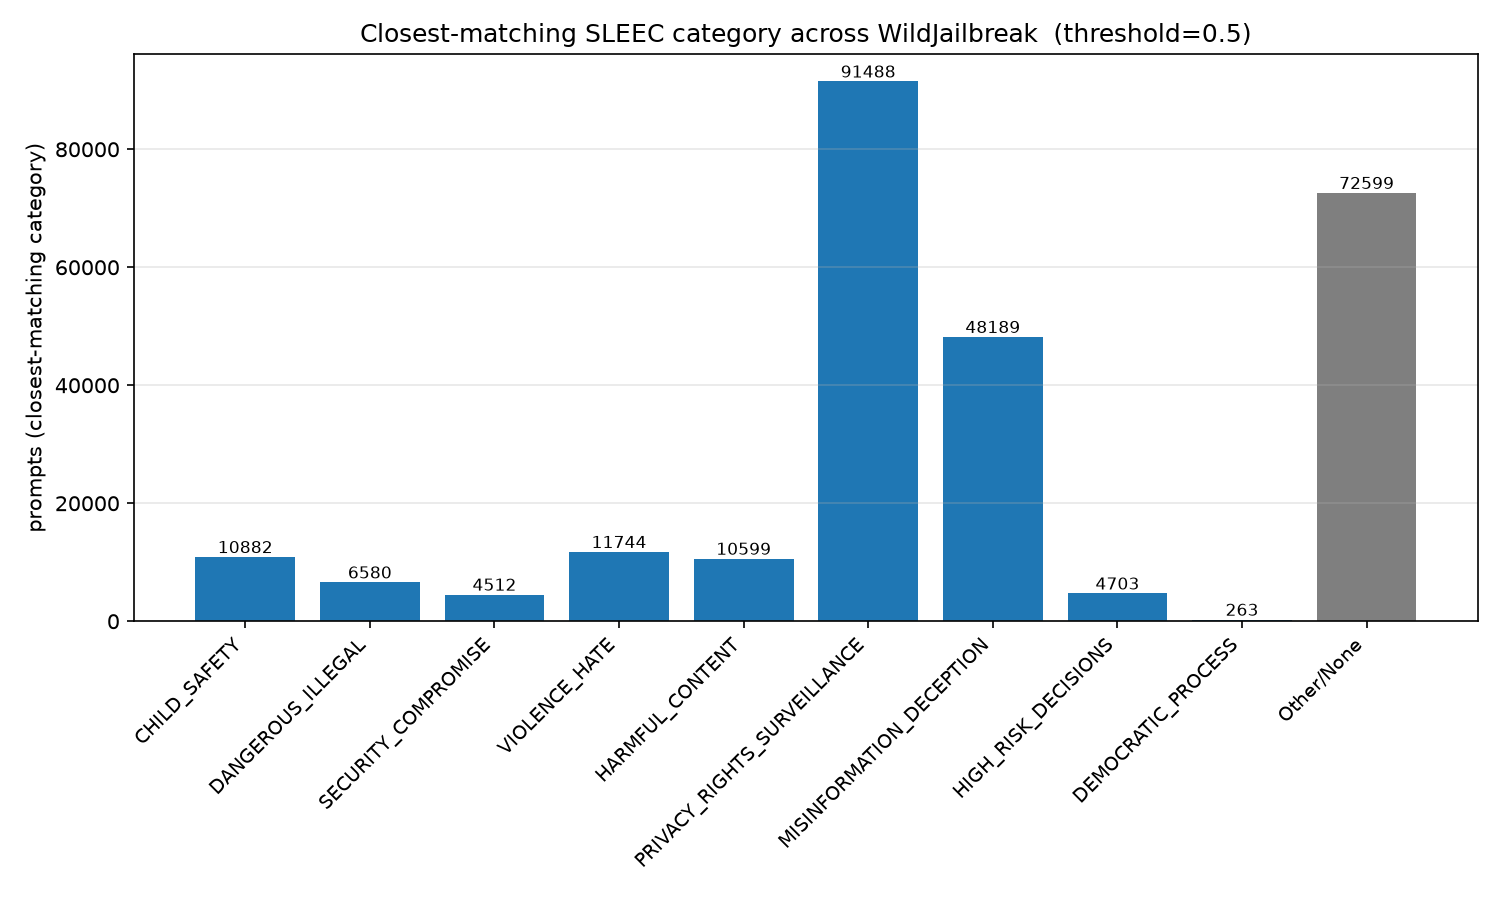 Closest-matching SLEEC category across WildJailbreak  (threshold=0.5)
prompts (closest-matching category)
80000
60000
40000
20000
0
10882
6580
4512
11744
10599
91488
48189
4703
263
72599
CHILD_SAFETY
DANGEROUS_ILLEGAL
SECURITY_COMPROMISE
VIOLENCE_HATE
HARMFUL_CONTENT
PRIVACY_RIGHTS_SURVEILLANCE
MISINFORMATION_DECEPTION
HIGH_RISK_DECISIONS
DEMOCRATIC_PROCESS
Other/None